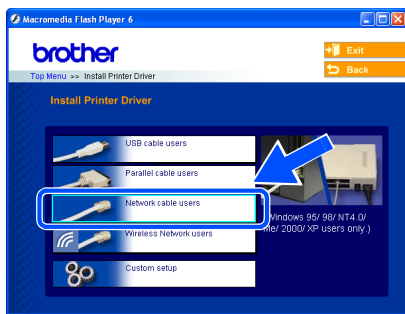 Macromedia Flash Player 6
brother
Exit
Back
Top Menu >> Install Printer Driver
Install Printer Driver
USB cable users
Parallel cable users
Network cable users
Wireless Network users
Custom setup
Windows 95/ 98/ NT4.0/
Me/ 2000/ XP users only.)